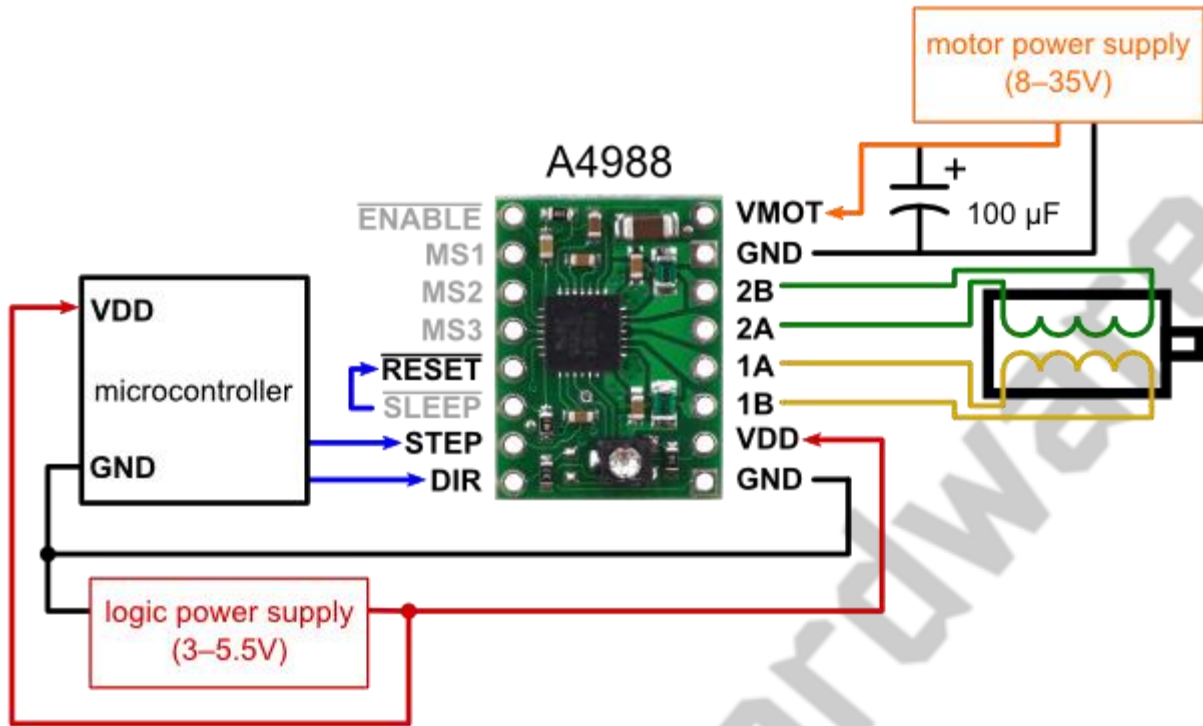 motor power supply
(8–35V)
A4988
+
100 µF
ENABLE
MS1
MS2
MS3
RESET
SLEEP
STEP
DIR
VMOT
GND
2B
2A
1A
1B
VDD
GND
VDD
microcontroller
GND
logic power supply
(3–5.5V)